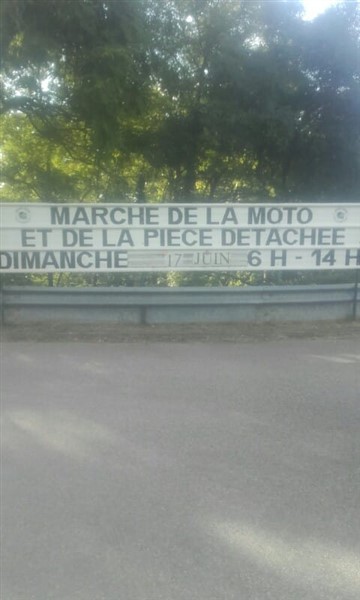 MARCHE DE LA MOTO
ET DE LA PIECE DETACHEE
DIMANCHE 17 JUIN 6 H - 14 H